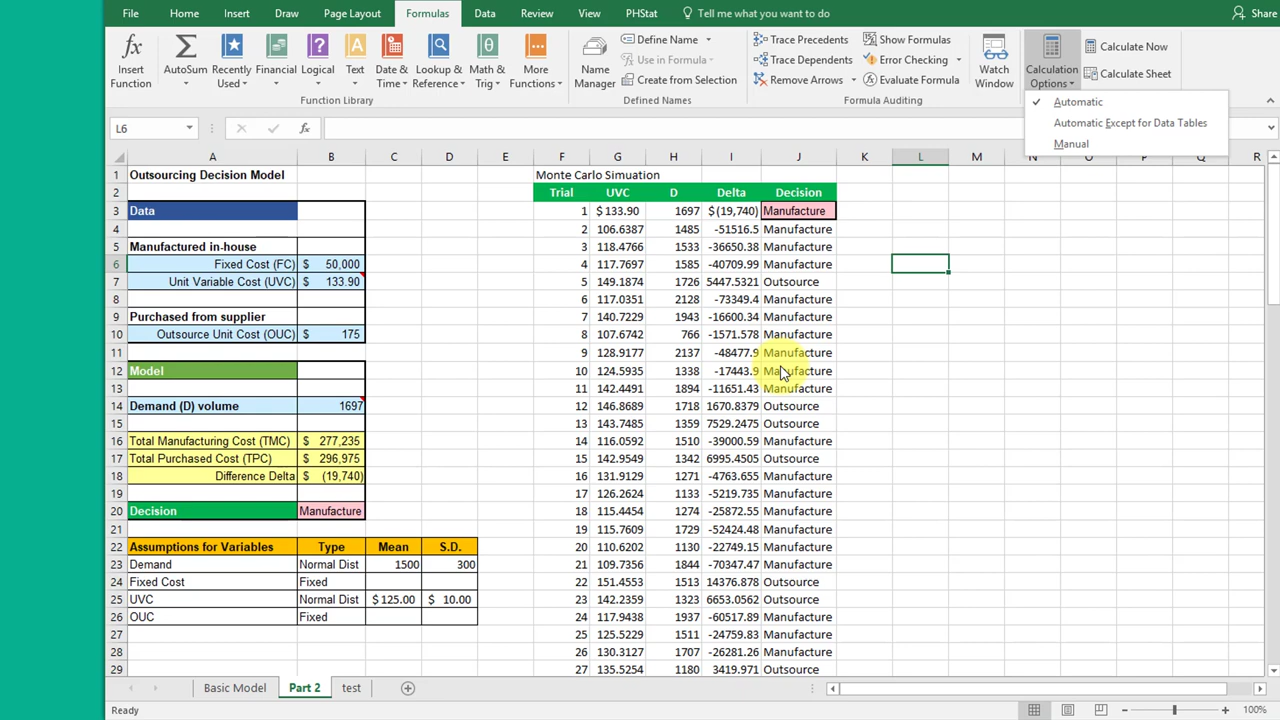 File Home Insert Draw Page Layout Formulas Data Review View PHStat Tell me what you want to do Share
fx Insert Function
Σ AutoSum
Recently Used
Financial
Logical
Text
Date & Time
Lookup & Reference
Math & Trig
More Functions
Function Library
Name Manager
Define Name
Use in Formula
Create from Selection
Defined Names
Trace Precedents
Trace Dependents
Remove Arrows
Show Formulas
Error Checking
Evaluate Formula
Formula Auditing
Watch Window
Calculation Options
Calculate Now
Calculate Sheet
Automatic
Automatic Except for Data Tables
Manual
L6 fx
A B C D E F G H I J K L M N O P Q R
1 Outsourcing Decision Model Monte Carlo Simuation
2 Trial UVC D Delta Decision
3 Data 1 $ 133.90 1697 $ (19,740) Manufacture
4 2 106.6387 1485 -51516.5 Manufacture
5 Manufactured in-house 3 118.4766 1533 -36650.38 Manufacture
6 Fixed Cost (FC) $ 50,000 4 117.7697 1585 -40709.99 Manufacture
7 Unit Variable Cost (UVC) $ 133.90 5 149.1874 1726 5447.5321 Outsource
8 6 117.0351 2128 -73349.4 Manufacture
9 Purchased from supplier 7 140.7229 1943 -16600.34 Manufacture
10 Outsource Unit Cost (OUC) $ 175 8 107.6742 766 -1571.578 Manufacture
11 9 128.9177 2137 -48477.9 Manufacture
12 Model 10 124.5935 1338 -17443.9 Manufacture
13 11 142.4491 1894 -11651.43 Manufacture
14 Demand (D) volume 1697 12 146.8689 1718 1670.8379 Outsource
15 13 143.7485 1359 7529.2475 Outsource
16 Total Manufacturing Cost (TMC) $ 277,235 14 116.0592 1510 -39000.59 Manufacture
17 Total Purchased Cost (TPC) $ 296,975 15 142.9549 1342 6995.4505 Outsource
18 Difference Delta $ (19,740) 16 131.9129 1271 -4763.655 Manufacture
19 17 126.2624 1133 -5219.735 Manufacture
20 Decision Manufacture 18 115.4454 1274 -25872.55 Manufacture
21 19 115.7609 1729 -52424.48 Manufacture
22 Assumptions for Variables Type Mean S.D. 20 110.6202 1130 -22749.15 Manufacture
23 Demand Normal Dist 1500 300 21 109.7356 1844 -70347.47 Manufacture
24 Fixed Cost Fixed 22 151.4553 1513 14376.878 Outsource
25 UVC Normal Dist $ 125.00 $ 10.00 23 142.2359 1323 6653.0562 Outsource
26 OUC Fixed 24 117.9438 1937 -60517.89 Manufacture
27 25 125.5229 1511 -24759.83 Manufacture
28 26 130.3127 1707 -26281.26 Manufacture
29 27 135.5254 1180 3419.971 Outsource
Basic Model Part 2 test
Ready 100%